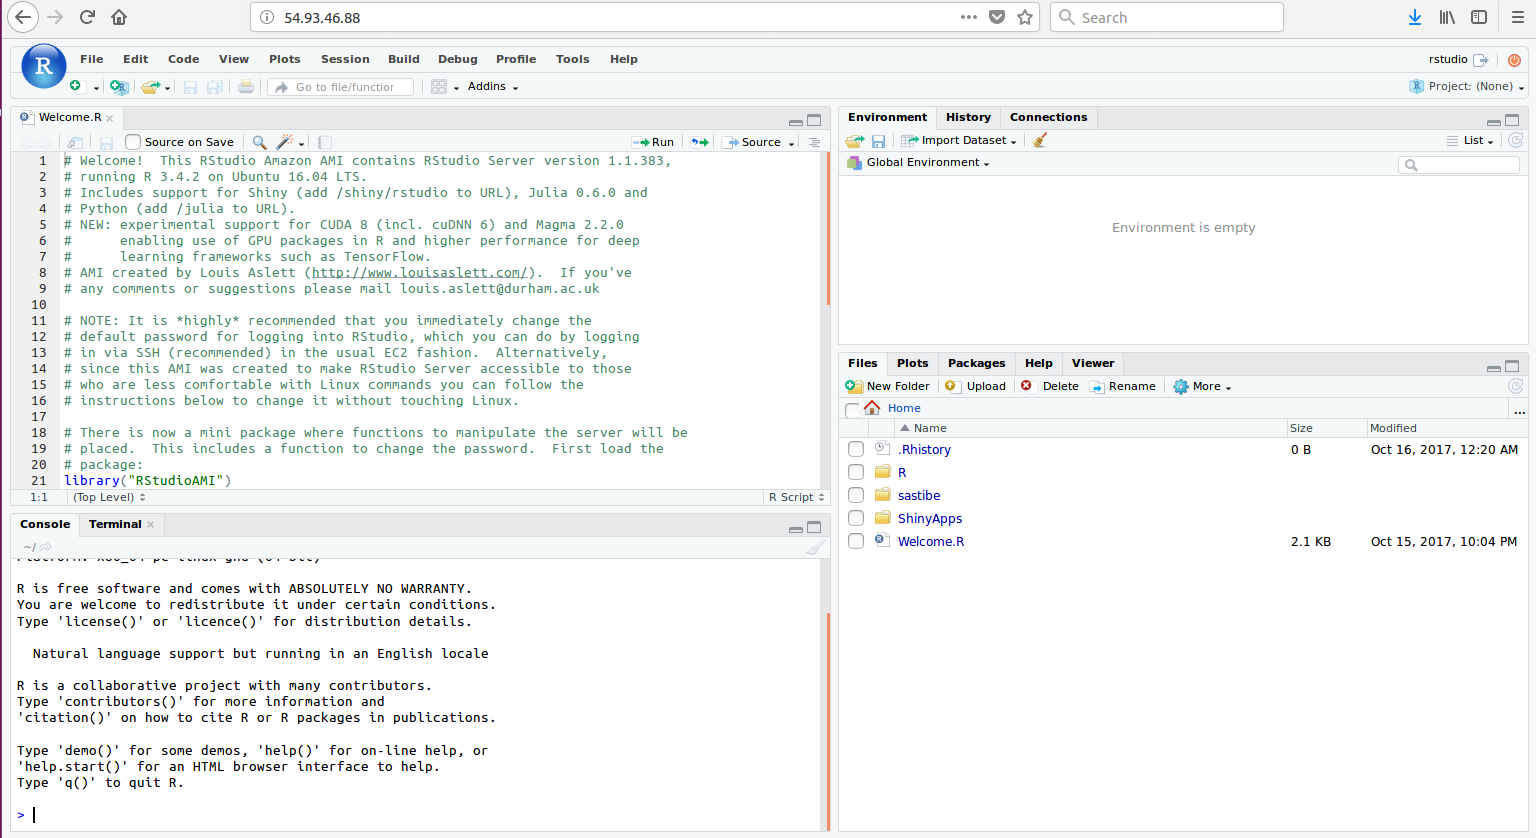 54.93.46.88
Search
R
File Edit Code View Plots Session Build Debug Profile Tools Help
rstudio
Go to file/function
Addins
Project: (None)
Welcome.R
Source on Save
Run
Source
1 # Welcome!  This RStudio Amazon AMI contains RStudio Server version 1.1.383,
2 # running R 3.4.2 on Ubuntu 16.04 LTS.
3 # Includes support for Shiny (add /shiny/rstudio to URL), Julia 0.6.0 and
4 # Python (add /julia to URL).
5 # NEW: experimental support for CUDA 8 (incl. cuDNN 6) and Magma 2.2.0
6 #      enabling use of GPU packages in R and higher performance for deep
7 #      learning frameworks such as TensorFlow.
8 # AMI created by Louis Aslett (http://www.louisaslett.com/).  If you've
9 # any comments or suggestions please mail louis.aslett@durham.ac.uk
10
11 # NOTE: It is *highly* recommended that you immediately change the
12 # default password for logging into RStudio, which you can do by logging
13 # in via SSH (recommended) in the usual EC2 fashion.  Alternatively,
14 # since this AMI was created to make RStudio Server accessible to those
15 # who are less comfortable with Linux commands you can follow the
16 # instructions below to change it without touching Linux.
17
18 # There is now a mini package where functions to manipulate the server will be
19 # placed.  This includes a function to change the password.  First load the
20 # package:
21 library("RStudioAMI")
1:1 (Top Level) R Script
Console Terminal
~/
R is free software and comes with ABSOLUTELY NO WARRANTY.
You are welcome to redistribute it under certain conditions.
Type 'license()' or 'licence()' for distribution details.
Natural language support but running in an English locale
R is a collaborative project with many contributors.
Type 'contributors()' for more information and
'citation()' on how to cite R or R packages in publications.
Type 'demo()' for some demos, 'help()' for on-line help, or
'help.start()' for an HTML browser interface to help.
Type 'q()' to quit R.
>
Environment History Connections
Import Dataset
List
Global Environment
Environment is empty
Files Plots Packages Help Viewer
New Folder Upload Delete Rename More
Home
...
Name Size Modified
.Rhistory 0 B Oct 16, 2017, 12:20 AM
R
sastibe
ShinyApps
Welcome.R 2.1 KB Oct 15, 2017, 10:04 PM